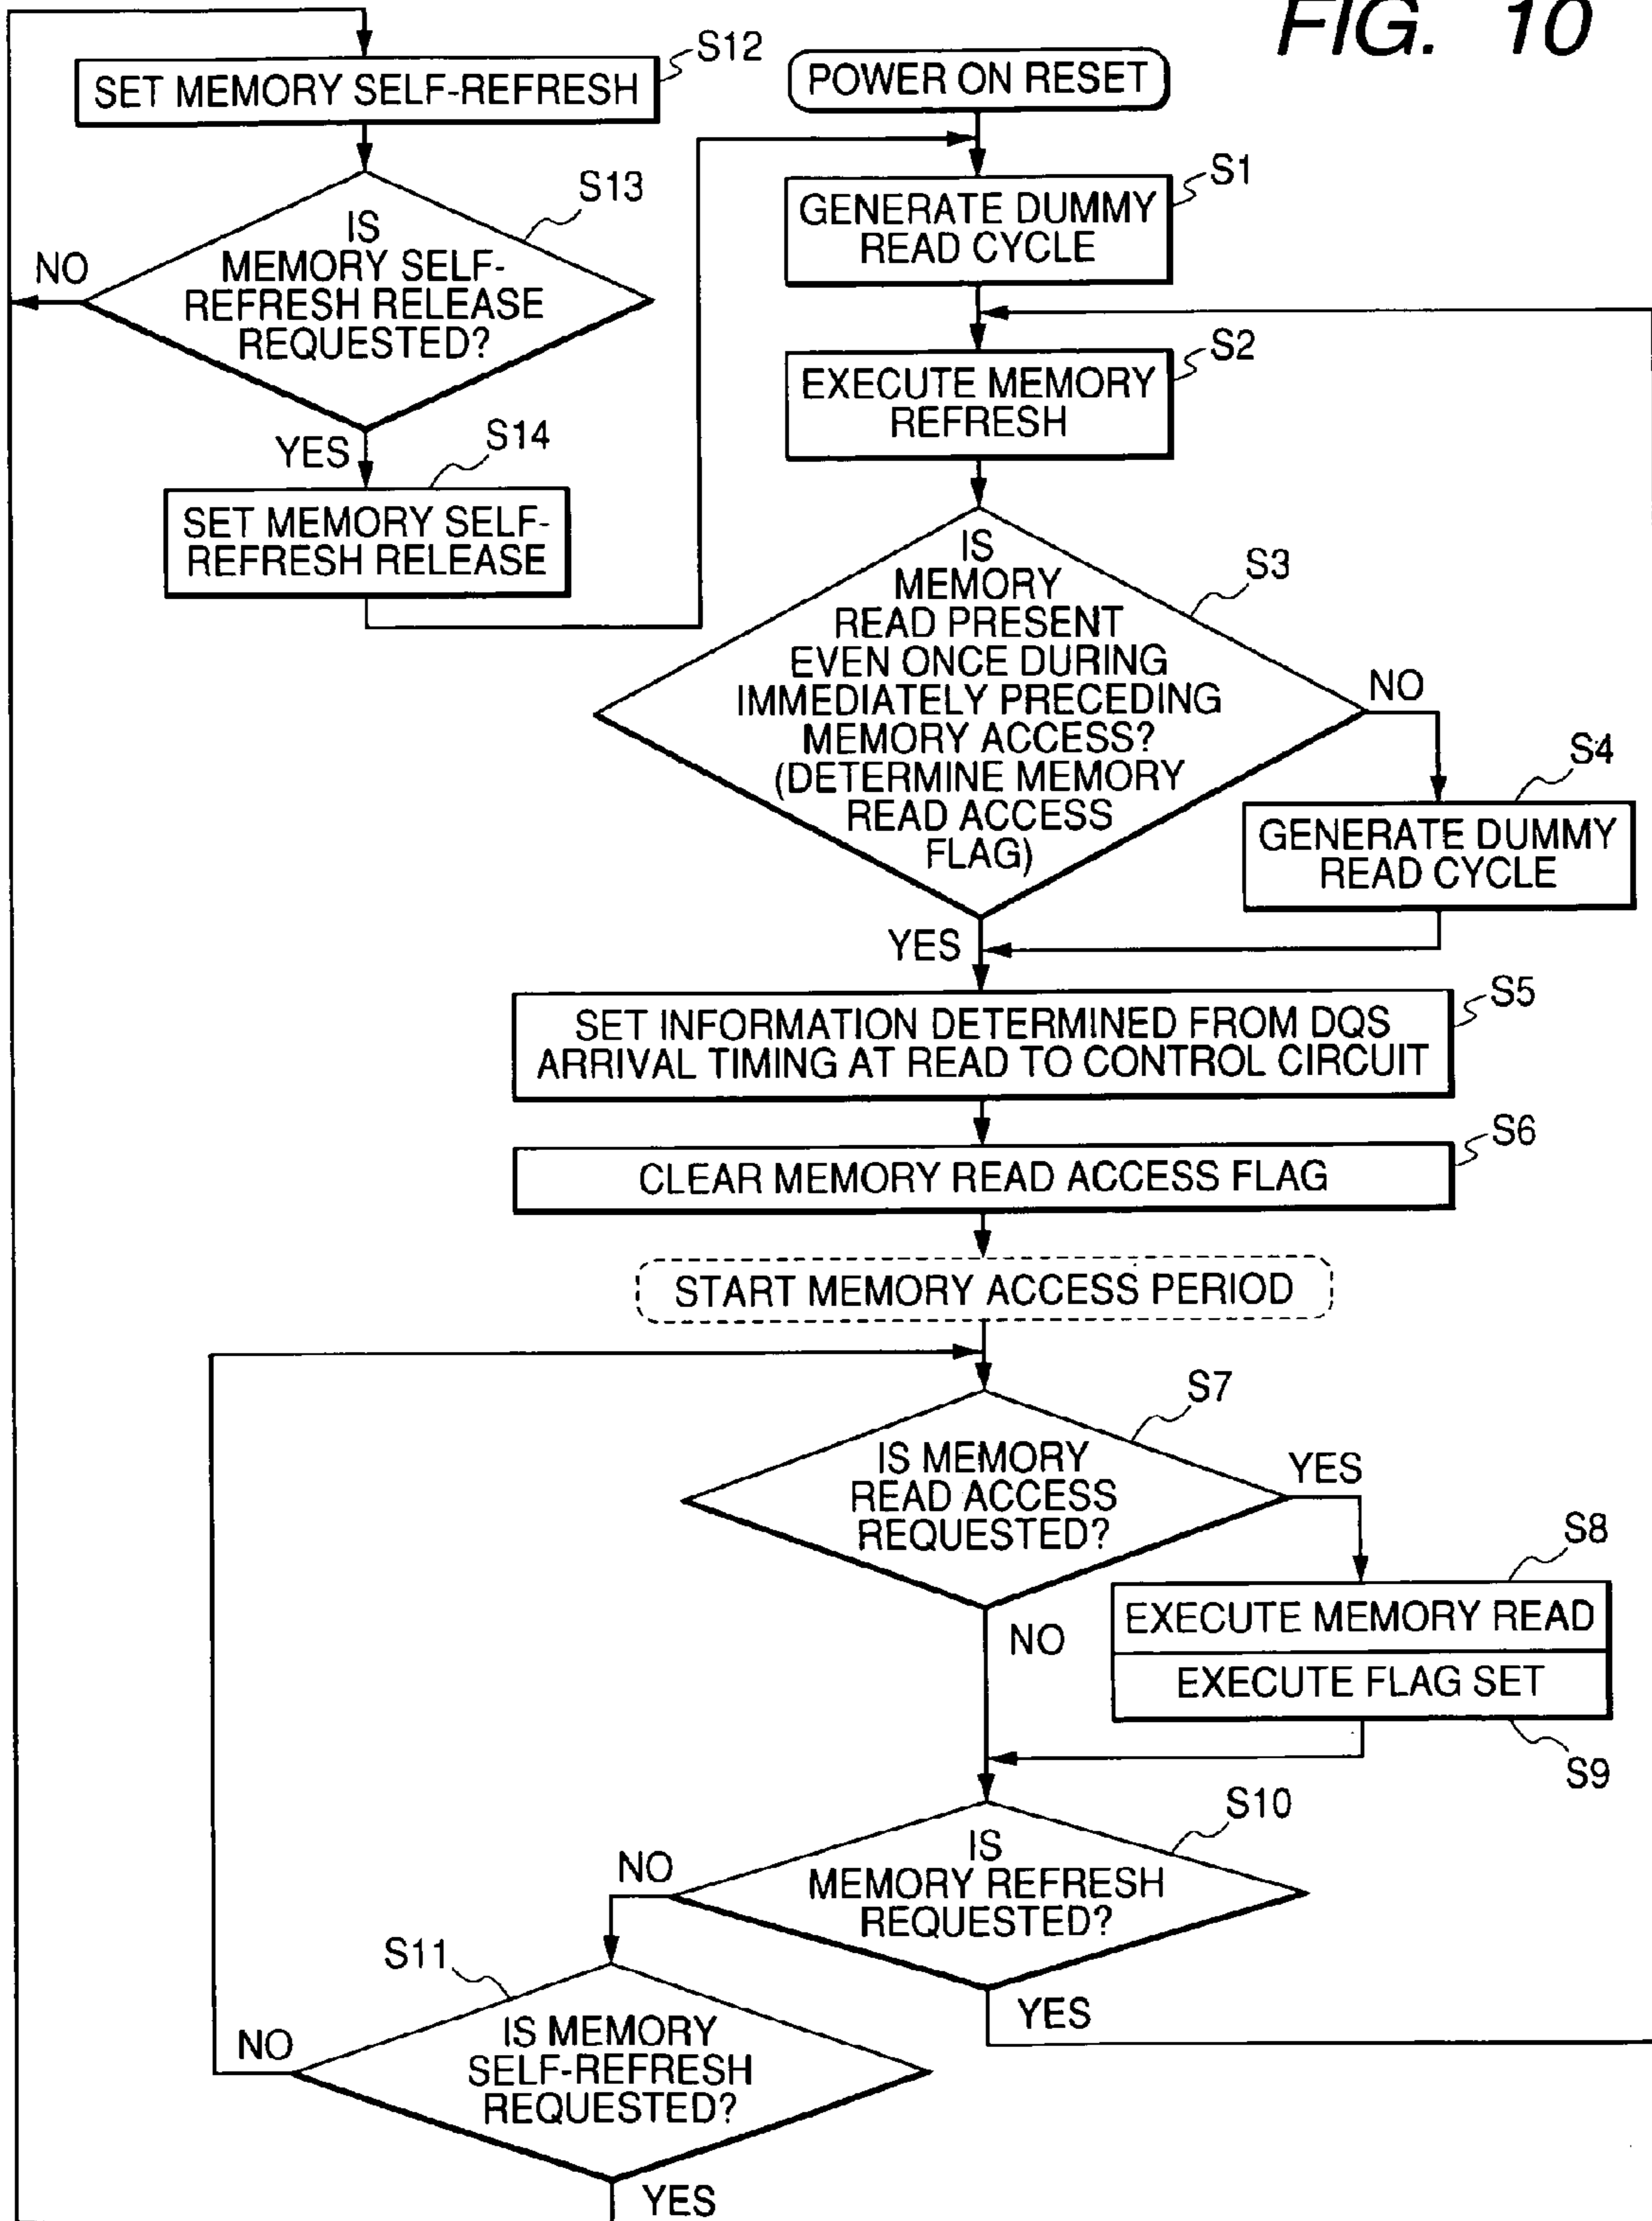 FIG. 10
S12
SET MEMORY SELF-REFRESH
S13
IS
MEMORY SELF-
REFRESH RELEASE
REQUESTED?
NO
YES
S14
SET MEMORY SELF-
REFRESH RELEASE
POWER ON RESET
S1
GENERATE DUMMY
READ CYCLE
S2
EXECUTE MEMORY
REFRESH
S3
IS
MEMORY
READ PRESENT
EVEN ONCE DURING
IMMEDIATELY PRECEDING
MEMORY ACCESS?
(DETERMINE MEMORY
READ ACCESS
FLAG)
NO
S4
GENERATE DUMMY
READ CYCLE
YES
S5
SET INFORMATION DETERMINED FROM DQS
ARRIVAL TIMING AT READ TO CONTROL CIRCUIT
S6
CLEAR MEMORY READ ACCESS FLAG
START MEMORY ACCESS PERIOD
S7
IS MEMORY
READ ACCESS
REQUESTED?
YES
S8
EXECUTE MEMORY READ
EXECUTE FLAG SET
S9
NO
S10
IS
MEMORY REFRESH
REQUESTED?
NO
YES
S11
IS MEMORY
SELF-REFRESH
REQUESTED?
NO
YES